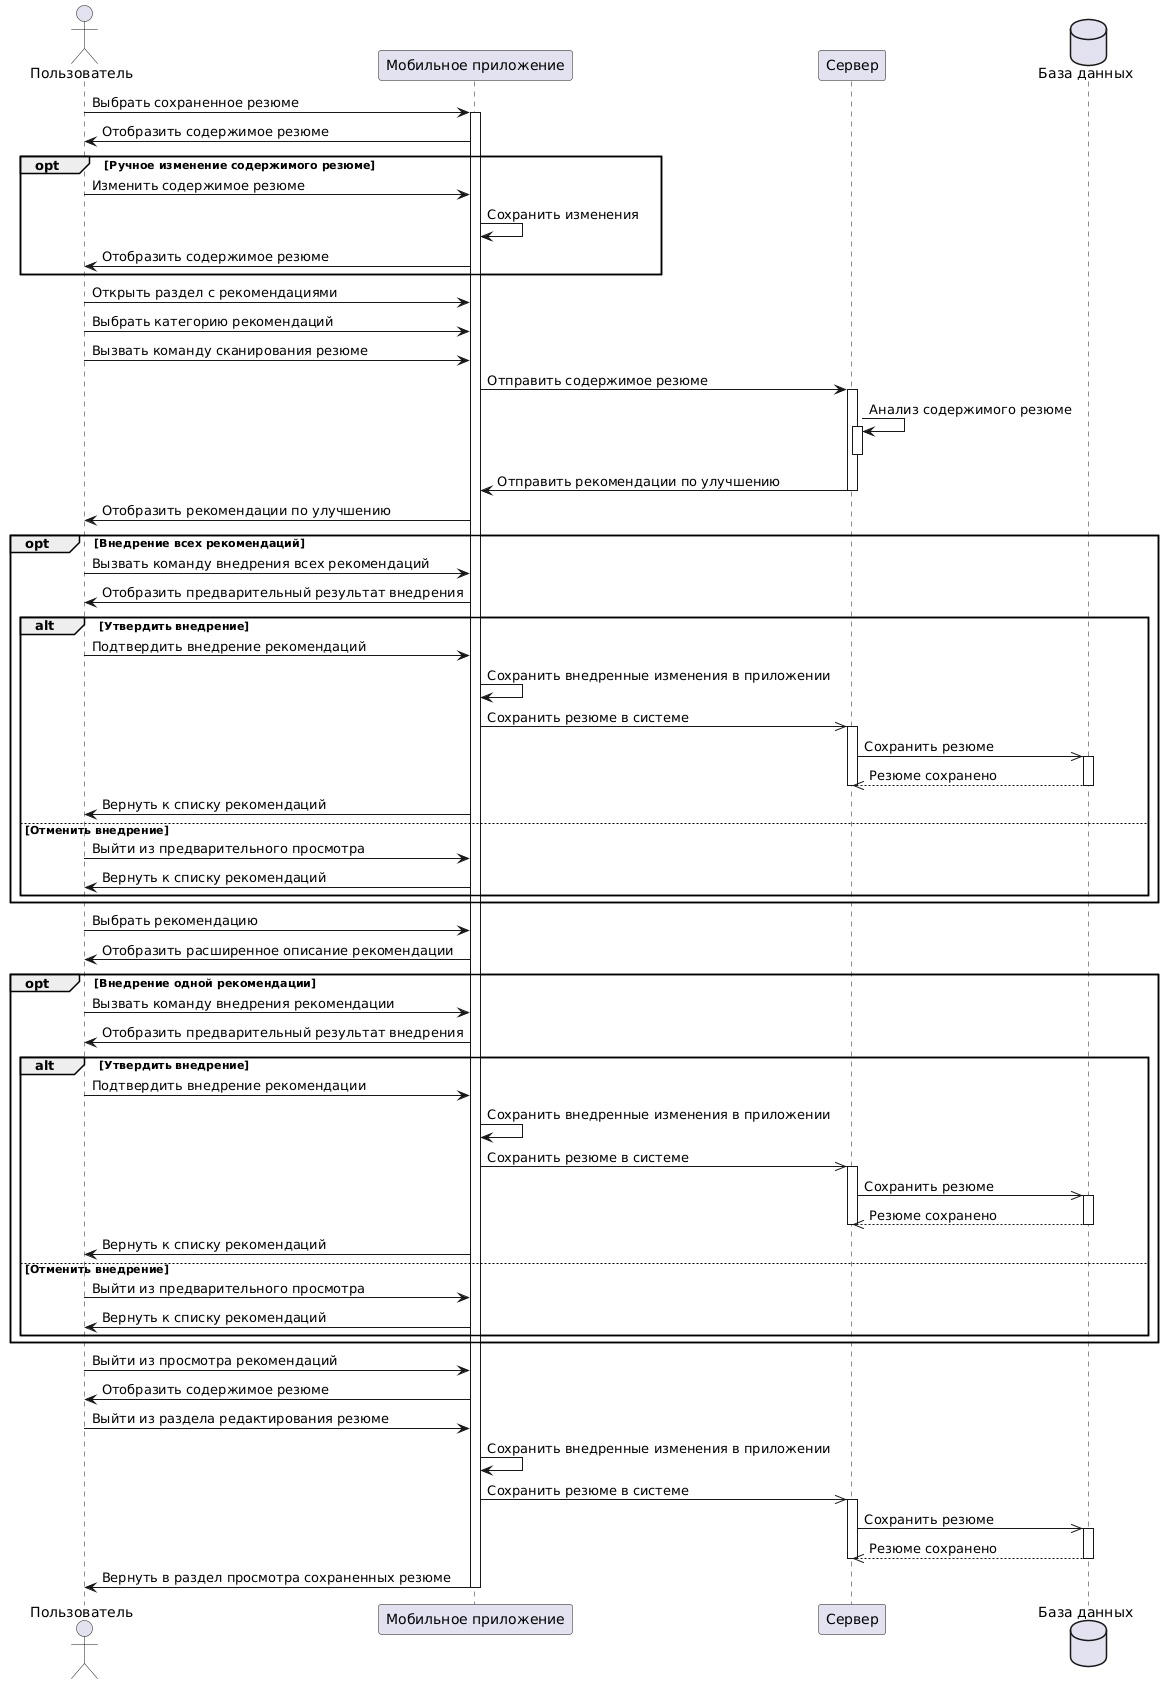 Пользователь
Мобильное приложение
Сервер
База данных
Выбрать сохраненное резюме
Отобразить содержимое резюме
opt
[Ручное изменение содержимого резюме]
Изменить содержимое резюме
Сохранить изменения
Отобразить содержимое резюме
Открыть раздел с рекомендациями
Выбрать категорию рекомендаций
Вызвать команду сканирования резюме
Отправить содержимое резюме
Анализ содержимого резюме
Отправить рекомендации по улучшению
Отобразить рекомендации по улучшению
opt
[Внедрение всех рекомендаций]
Вызвать команду внедрения всех рекомендаций
Отобразить предварительный результат внедрения
alt
[Утвердить внедрение]
Подтвердить внедрение рекомендаций
Сохранить внедренные изменения в приложении
Сохранить резюме в системе
Сохранить резюме
Резюме сохранено
Вернуть к списку рекомендаций
[Отменить внедрение]
Выйти из предварительного просмотра
Вернуть к списку рекомендаций
Выбрать рекомендацию
Отобразить расширенное описание рекомендации
opt
[Внедрение одной рекомендации]
Вызвать команду внедрения рекомендации
Отобразить предварительный результат внедрения
alt
[Утвердить внедрение]
Подтвердить внедрение рекомендации
Сохранить внедренные изменения в приложении
Сохранить резюме в системе
Сохранить резюме
Резюме сохранено
Вернуть к списку рекомендаций
[Отменить внедрение]
Выйти из предварительного просмотра
Вернуть к списку рекомендаций
Выйти из просмотра рекомендаций
Отобразить содержимое резюме
Выйти из раздела редактирования резюме
Сохранить внедренные изменения в приложении
Сохранить резюме в системе
Сохранить резюме
Резюме сохранено
Вернуть в раздел просмотра сохраненных резюме
Пользователь
Мобильное приложение
Сервер
База данных